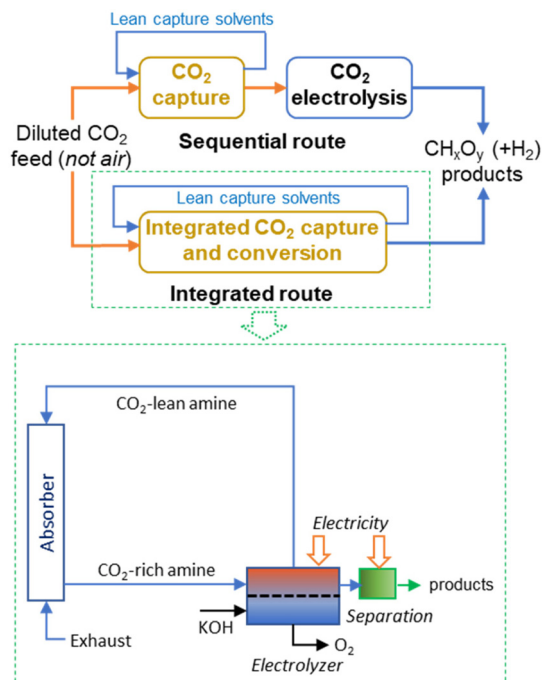 Lean capture solvents
CO₂
capture
CO₂
electrolysis
Diluted CO₂
feed (not air)
Sequential route
CHₓOᵧ (+H₂)
products
Lean capture solvents
Integrated CO₂ capture
and conversion
Integrated route
CO₂-lean amine
Absorber
Electricity
CO₂-rich amine
products
KOH
Separation
Exhaust
O₂
Electrolyzer